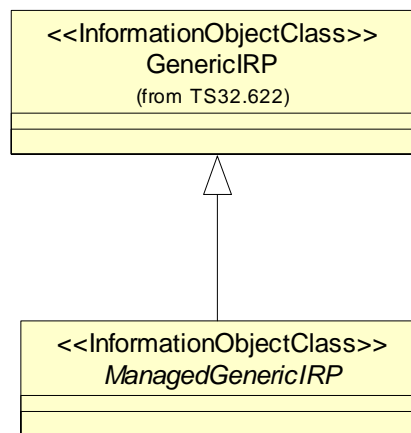 <<InformationObjectClass>>
GenericIRP
(from TS32.622)
<<InformationObjectClass>>
ManagedGenericIRP